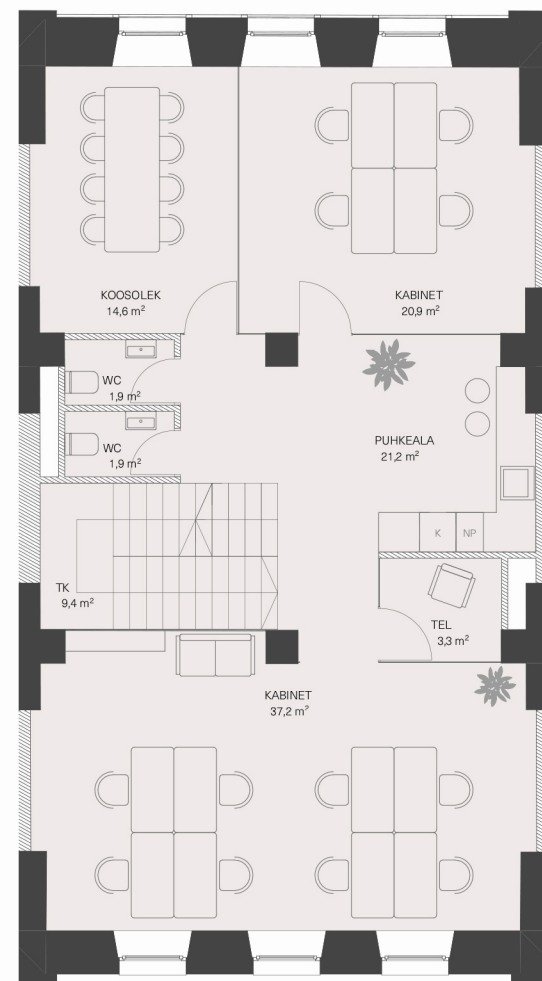 KOOSOLEK
14,6 m²
KABINET
20,9 m²
WC
1,9 m²
WC
1,9 m²
PUHKEALA
21,2 m²
K
NP
TK
9,4 m²
TEL
3,3 m²
KABINET
37,2 m²